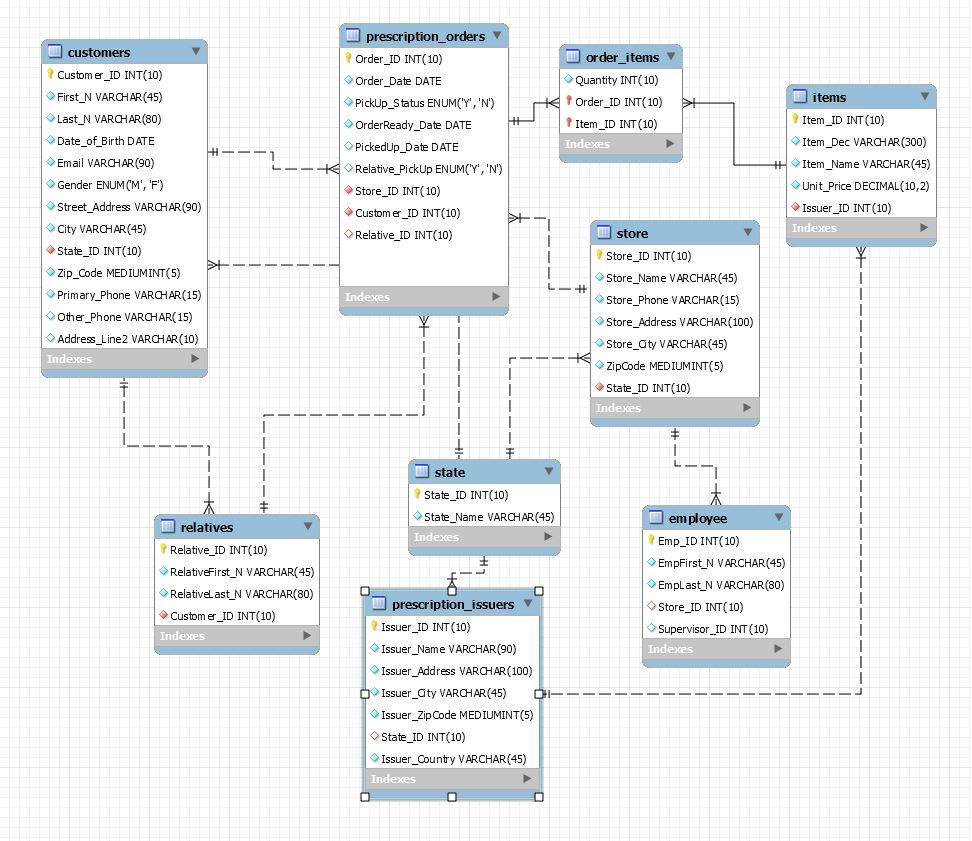 customers
Customer_ID INT(10)
First_N VARCHAR(45)
Last_N VARCHAR(80)
Date_of_Birth DATE
Email VARCHAR(90)
Gender ENUM('M', 'F')
Street_Address VARCHAR(90)
City VARCHAR(45)
State_ID INT(10)
Zip_Code MEDIUMINT(5)
Primary_Phone VARCHAR(15)
Other_Phone VARCHAR(15)
Address_Line2 VARCHAR(10)
Indexes
prescription_orders
Order_ID INT(10)
Order_Date DATE
PickUp_Status ENUM('Y', 'N')
OrderReady_Date DATE
PickedUp_Date DATE
Relative_PickUp ENUM('Y', 'N')
Store_ID INT(10)
Customer_ID INT(10)
Relative_ID INT(10)
Indexes
order_items
Quantity INT(10)
Order_ID INT(10)
Item_ID INT(10)
Indexes
items
Item_ID INT(10)
Item_Dec VARCHAR(300)
Item_Name VARCHAR(45)
Unit_Price DECIMAL(10,2)
Issuer_ID INT(10)
Indexes
store
Store_ID INT(10)
Store_Name VARCHAR(45)
Store_Phone VARCHAR(15)
Store_Address VARCHAR(100)
Store_City VARCHAR(45)
ZipCode MEDIUMINT(5)
State_ID INT(10)
Indexes
state
State_ID INT(10)
State_Name VARCHAR(45)
Indexes
relatives
Relative_ID INT(10)
RelativeFirst_N VARCHAR(45)
RelativeLast_N VARCHAR(80)
Customer_ID INT(10)
Indexes
employee
Emp_ID INT(10)
EmpFirst_N VARCHAR(45)
EmpLast_N VARCHAR(80)
Store_ID INT(10)
Supervisor_ID INT(10)
Indexes
prescription_issuers
Issuer_ID INT(10)
Issuer_Name VARCHAR(90)
Issuer_Address VARCHAR(100)
Issuer_City VARCHAR(45)
Issuer_ZipCode MEDIUMINT(5)
State_ID INT(10)
Issuer_Country VARCHAR(45)
Indexes